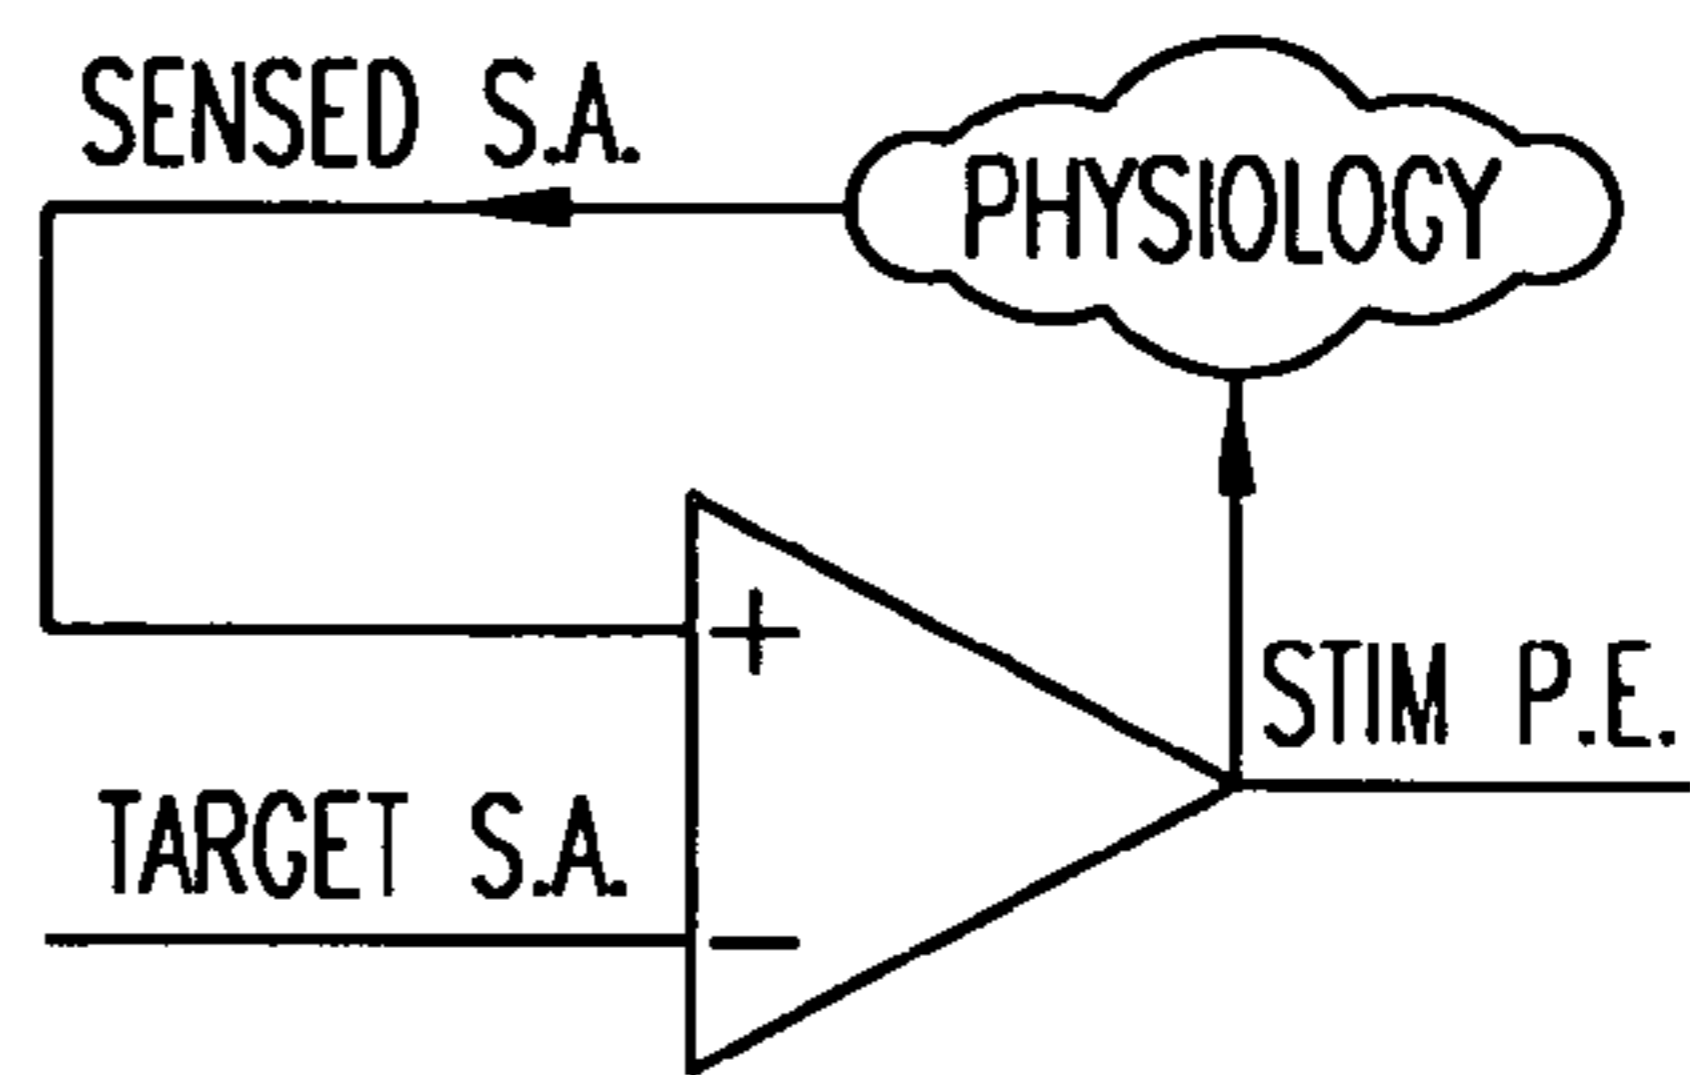 SENSED S.A.
PHYSIOLOGY
+
STIM P.E.
TARGET S.A.
−